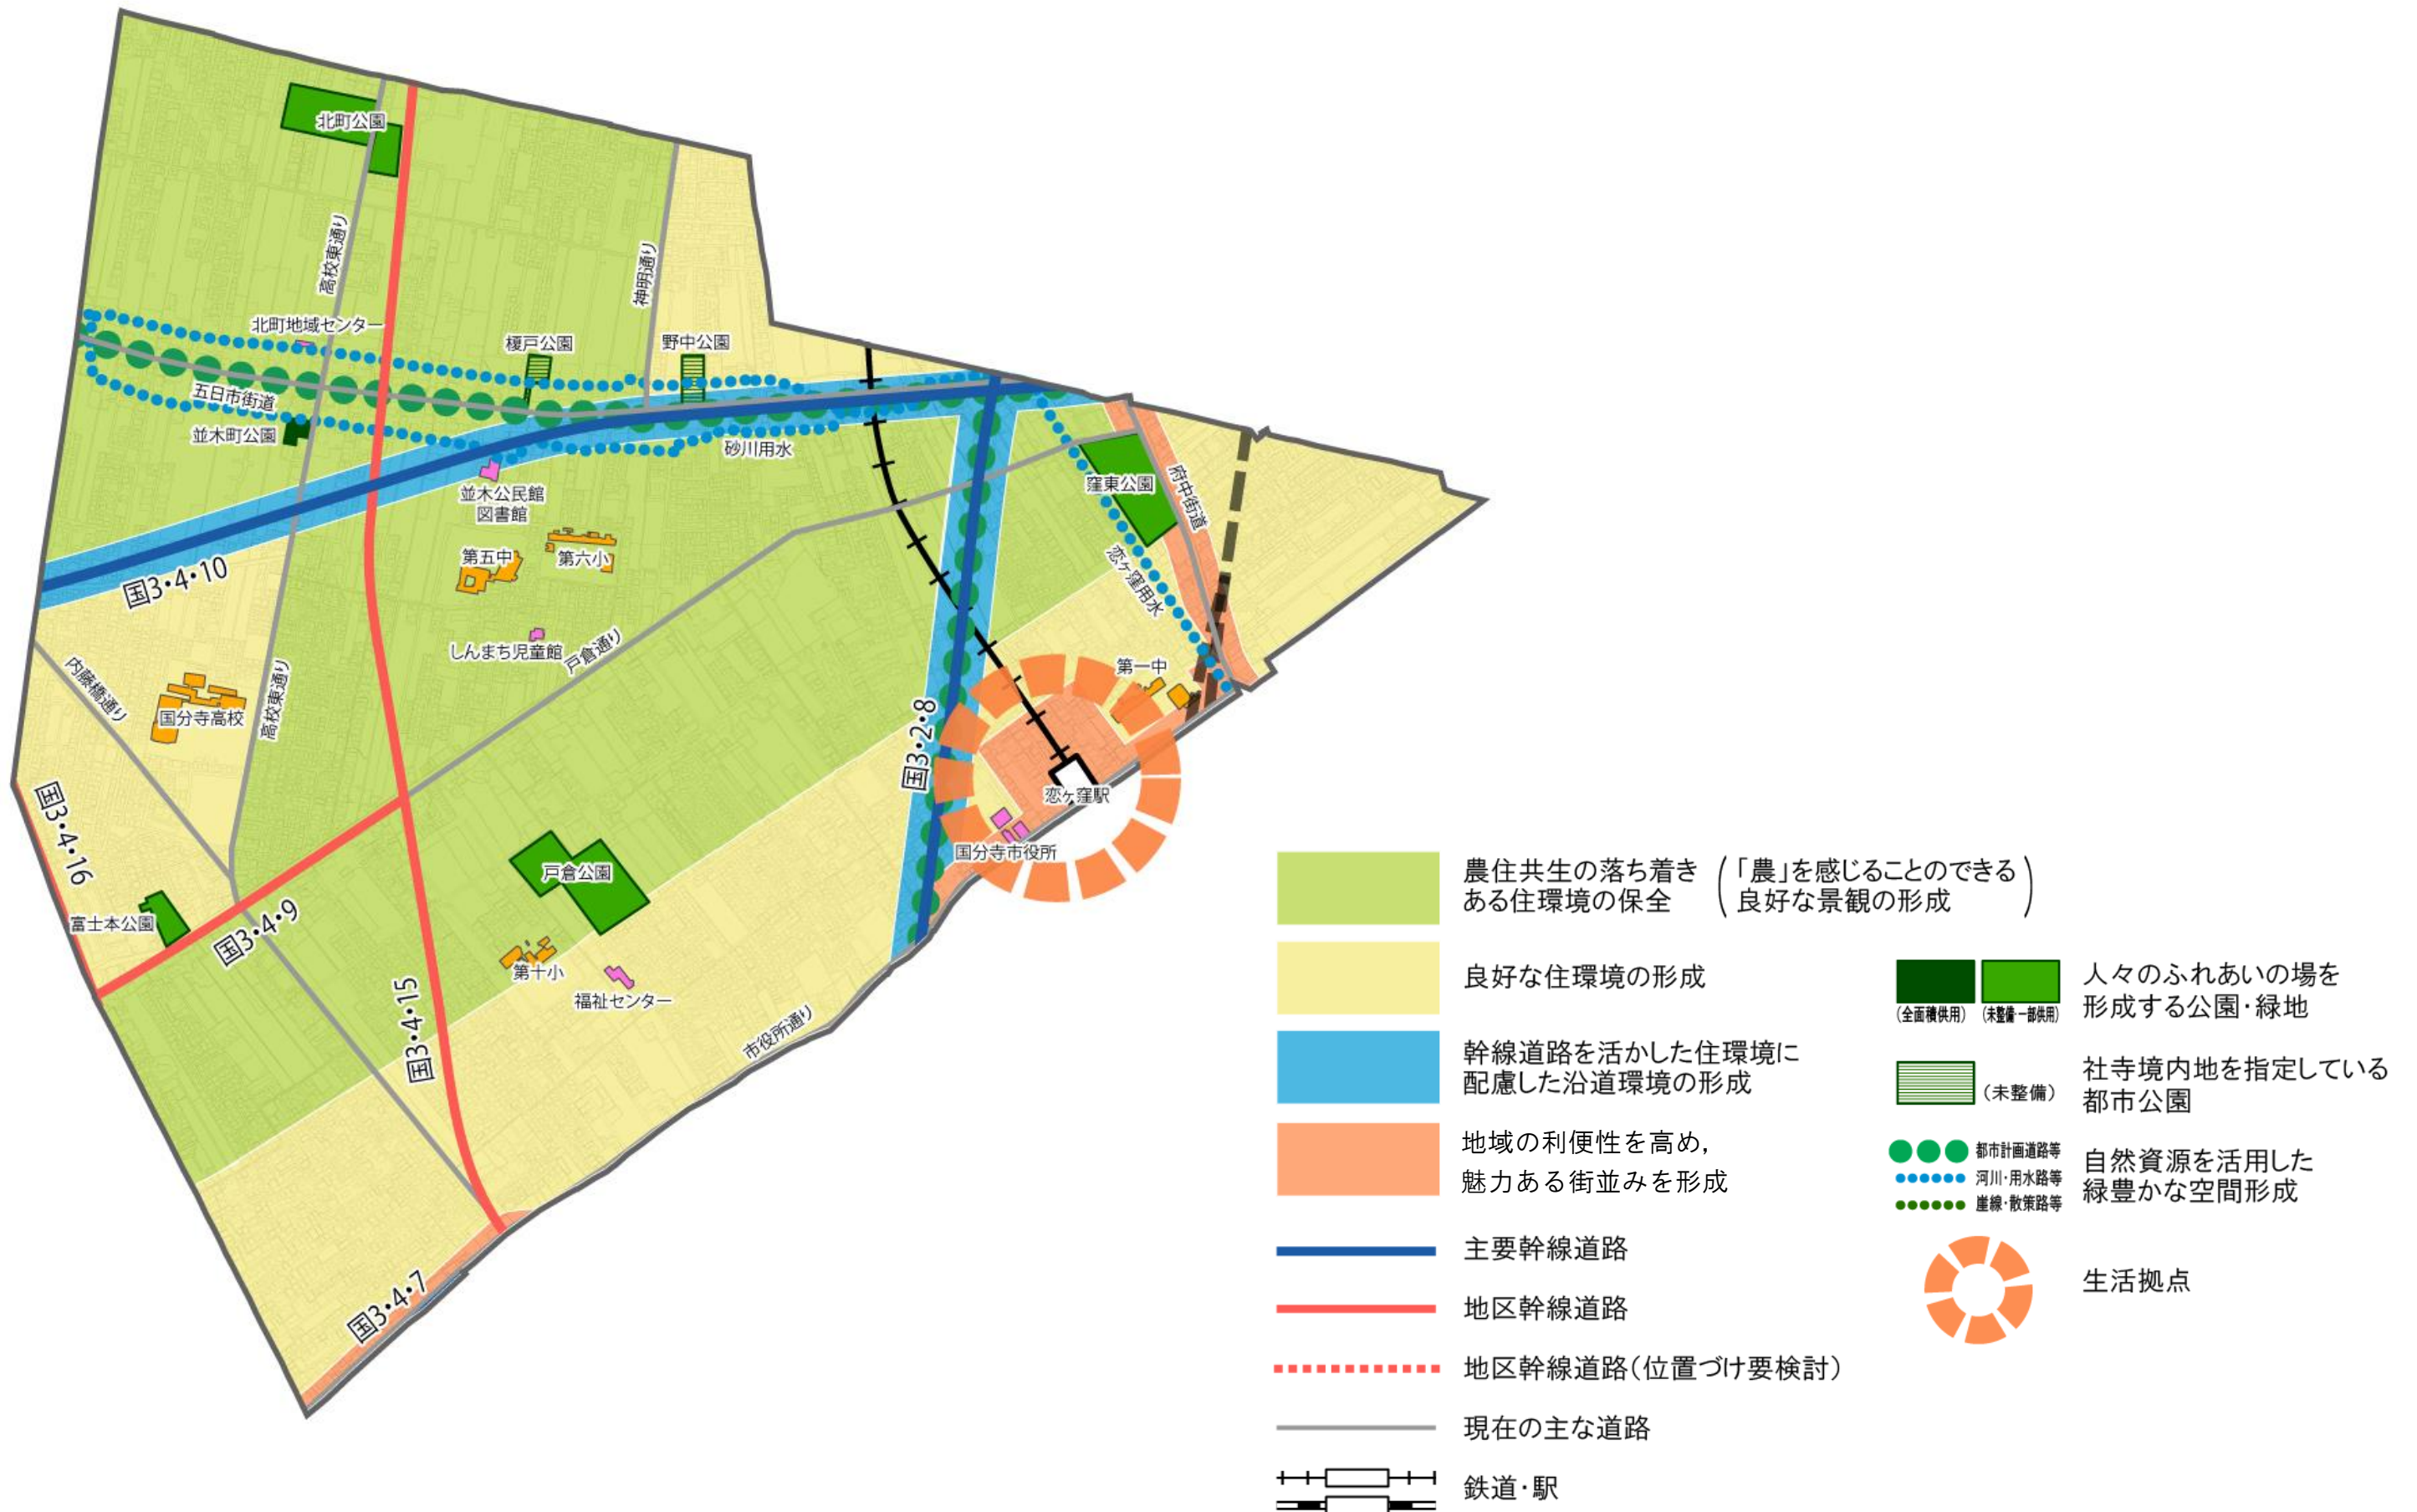 北町公園
高校東通り
神明通り
北町地域センター
榎戸公園
野中公園
五日市街道
並木町公園
砂川用水
並木公民館
図書館
窪東公園
府中街道
第五中
第六小
恋ヶ窪用水
国3・4・10
しんまち児童館
戸倉通り
内藤橋通り
国分寺高校
高校東通り
第一中
国3・2・8
恋ヶ窪駅
国分寺市役所
国3・4・16
富士本公園
国3・4・9
戸倉公園
第十小
福祉センター
国3・4・15
市役所通り
国3・4・7
農住共生の落ち着き
ある住環境の保全
(「農」を感じることのできる
良好な景観の形成)
良好な住環境の形成
幹線道路を活かした住環境に
配慮した沿道環境の形成
地域の利便性を高め,
魅力ある街並みを形成
主要幹線道路
地区幹線道路
地区幹線道路(位置づけ要検討)
現在の主な道路
鉄道・駅
(全面積供用)
(未整備・一部供用)
人々のふれあいの場を
形成する公園・緑地
(未整備)
社寺境内地を指定している
都市公園
都市計画道路等
河川・用水路等
崖線・散策路等
自然資源を活用した
緑豊かな空間形成
生活拠点